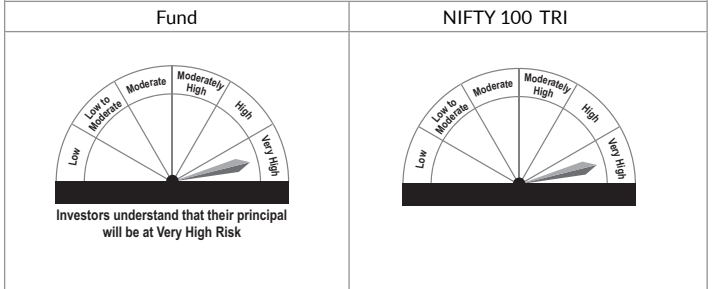 Fund
NIFTY 100 TRI
Low
Low to
Moderate
Moderate
Moderately
High
High
Very High
Investors understand that their principal
will be at Very High Risk
Low
Low to
Moderate
Moderate
Moderately
High
High
Very High